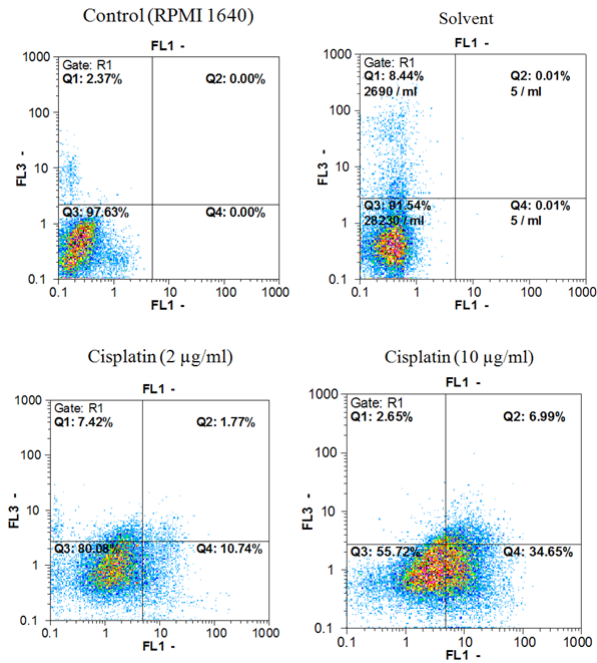 Control (RPMI 1640)
FL1 -
Gate: R1
Q1: 2.37%
Q2: 0.00%
Q3: 97.63%
Q4: 0.00%
FL3 -
1000
100
10
1
0.1
0.1
1
10
100
1000
FL1 -
Solvent
FL1 -
Gate: R1
Q1: 8.44%
2690 / ml
Q2: 0.01%
5 / ml
Q3: 91.54%
28230 / ml
Q4: 0.01%
5 / ml
FL3 -
1000
100
10
1
0.1
0.1
1
10
100
1000
FL1 -
Cisplatin (2 µg/ml)
FL1 -
Gate: R1
Q1: 7.42%
Q2: 1.77%
Q3: 80.08%
Q4: 10.74%
FL3 -
1000
100
10
1
0.1
0.1
1
10
100
1000
FL1 -
Cisplatin (10 µg/ml)
FL1 -
Gate: R1
Q1: 2.65%
Q2: 6.99%
Q3: 55.72%
Q4: 34.65%
FL3 -
1000
100
10
1
0.1
0.1
1
10
100
1000
FL1 -